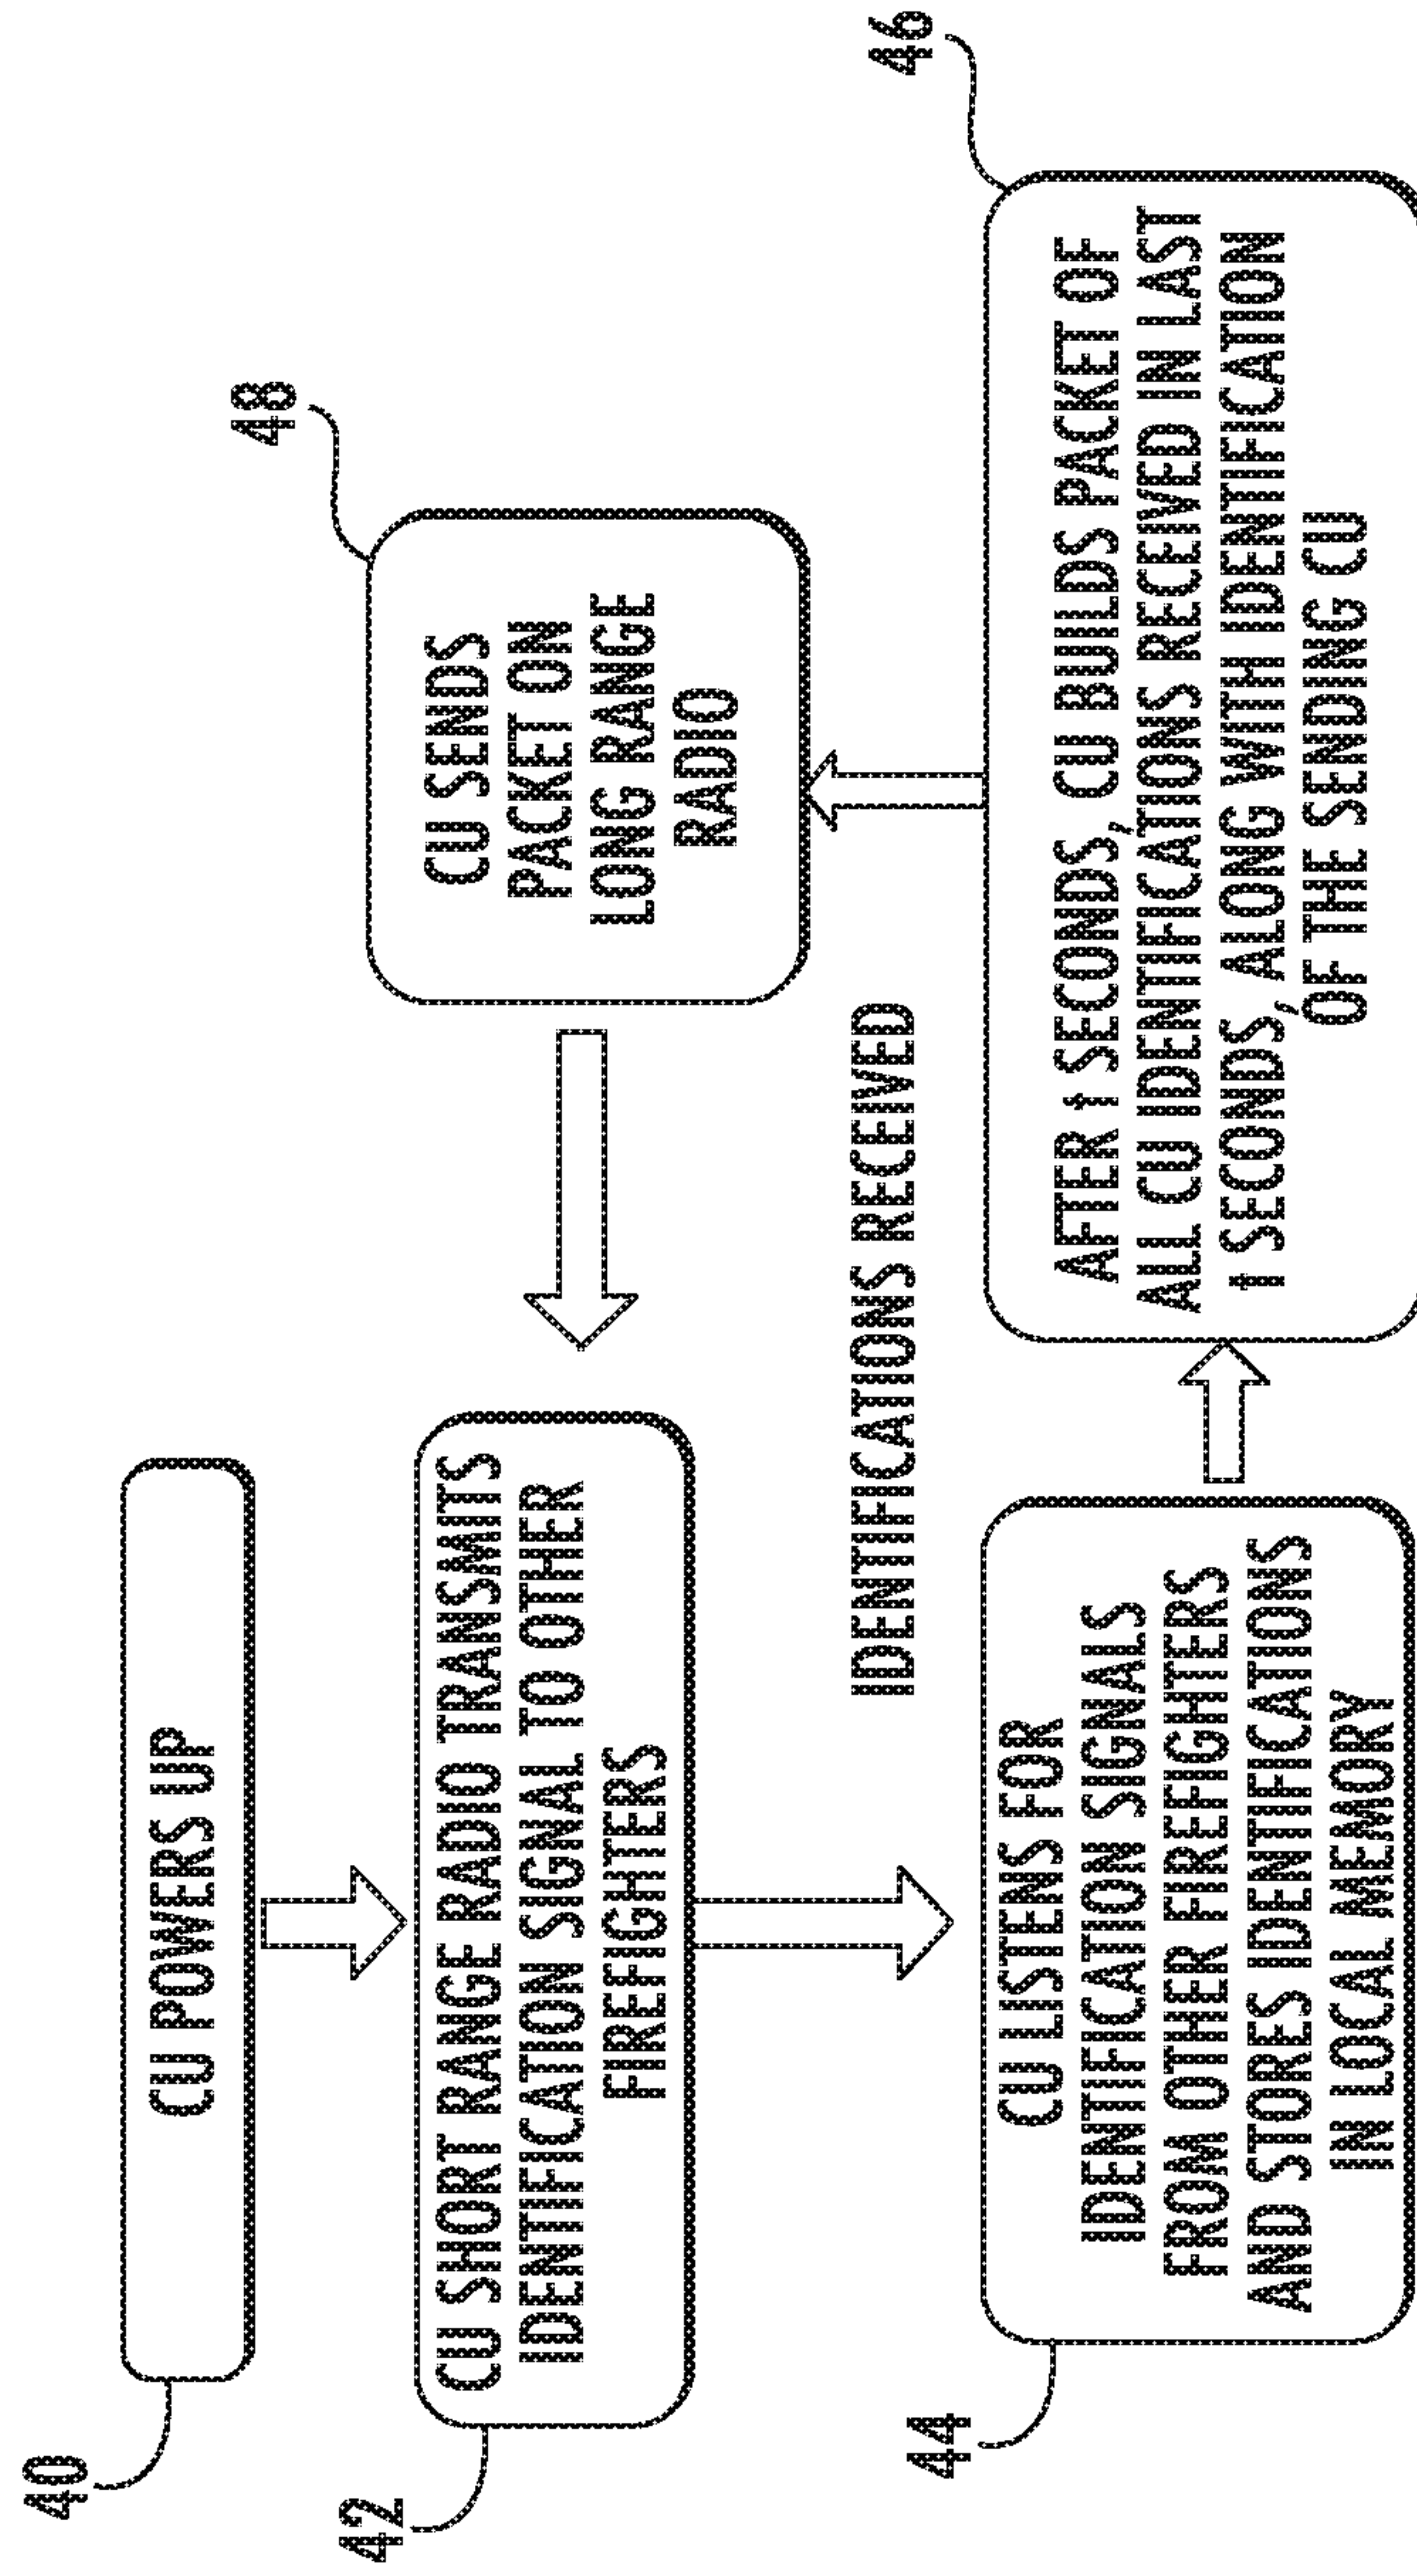 40
CU POWERS UP
42
CU SHORT RANGE RADIO TRANSMITS
IDENTIFICATION SIGNAL TO OTHER
FIREFIGHTERS
48
CU SENDS
PACKET ON
LONG RANGE
RADIO
IDENTIFICATIONS RECEIVED
44
CU LISTENS FOR
IDENTIFICATION SIGNALS
FROM OTHER FIREFIGHTERS
AND STORES IDENTIFICATIONS
IN LOCAL MEMORY
46
AFTER t SECONDS, CU BUILDS PACKET OF
ALL CU IDENTIFICATIONS RECEIVED IN LAST
t SECONDS, ALONG WITH IDENTIFICATION
OF THE SENDING CU